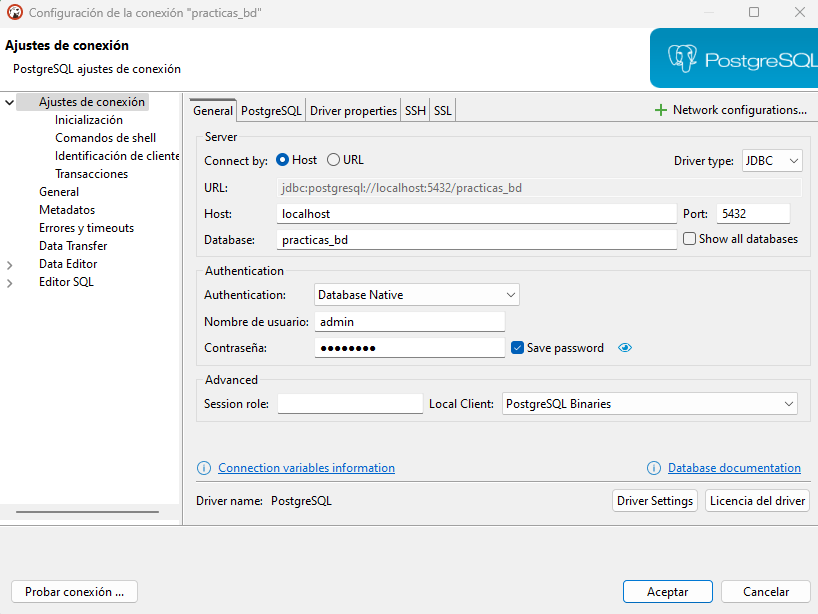 Configuración de la conexión "practicas_bd"
Ajustes de conexión
PostgreSQL ajustes de conexión
PostgreSQL
Ajustes de conexión
Inicialización
Comandos de shell
Identificación de cliente
Transacciones
General
Metadatos
Errores y timeouts
Data Transfer
Data Editor
Editor SQL
General PostgreSQL Driver properties SSH SSL
Network configurations...
Server
Connect by: Host URL
Driver type: JDBC
URL: jdbc:postgresql://localhost:5432/practicas_bd
Host: localhost Port: 5432
Database: practicas_bd Show all databases
Authentication
Authentication: Database Native
Nombre de usuario: admin
Contraseña: ●●●●●●●● Save password
Advanced
Session role: Local Client: PostgreSQL Binaries
Connection variables information Database documentation
Driver name: PostgreSQL Driver Settings Licencia del driver
Probar conexión ... Aceptar Cancelar